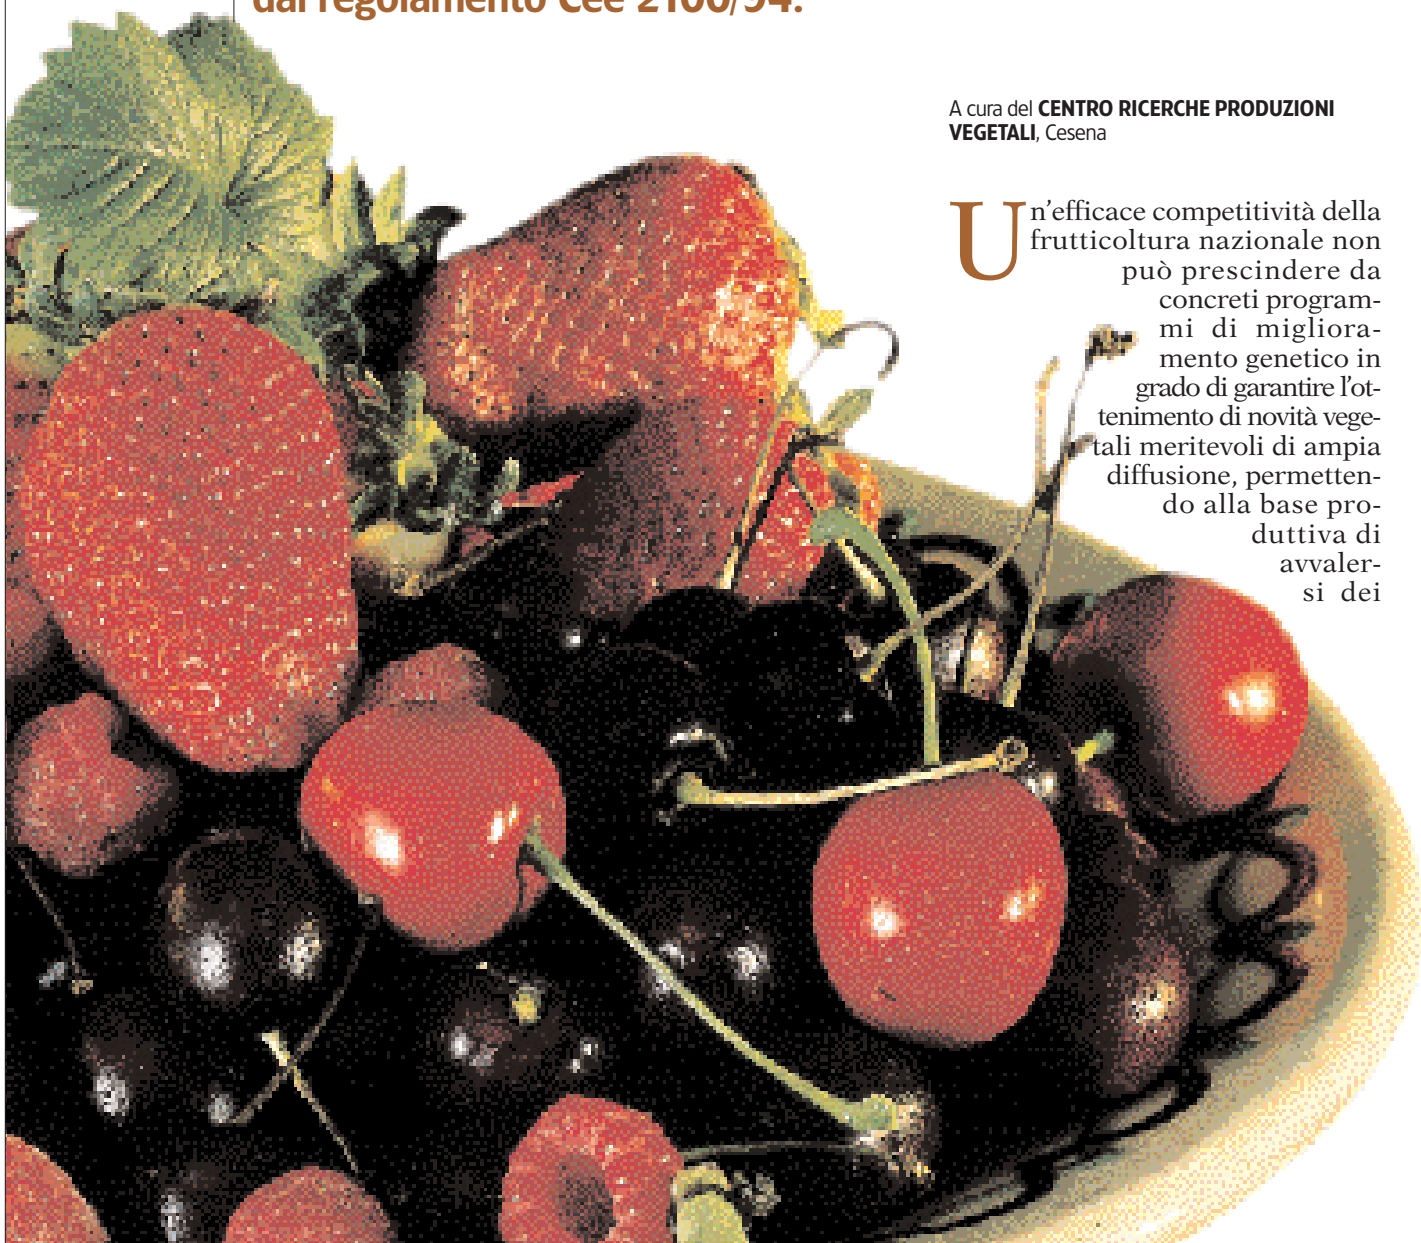 dal regolamento Cee 2100/94.
A cura del CENTRO RICERCHE PRODUZIONI
VEGETALI, Cesena
Un'efficace competitività della
frutticoltura nazionale non
può prescindere da
concreti program-
mi di migliora-
mento genetico in
grado di garantire l'ot-
tenimento di novità vege-
tali meritevoli di ampia
diffusione, permetten-
do alla base pro-
duttiva di
avvaler-
si dei